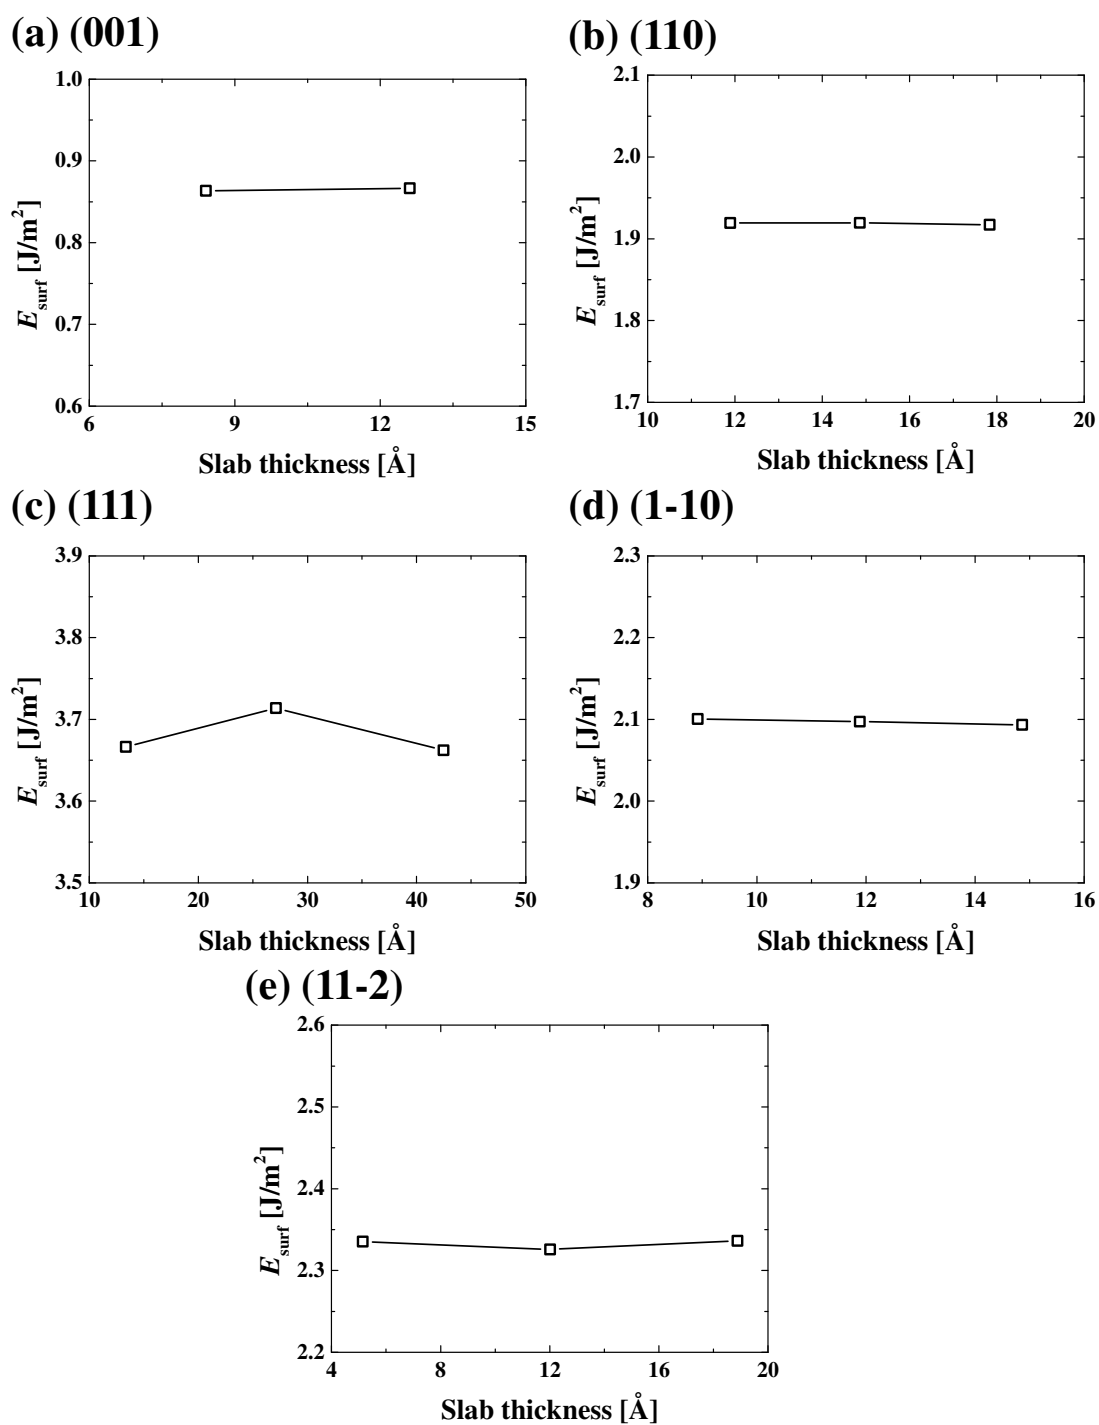 (a) (001)
1.0
0.9
0.8
0.7
0.6
6 9 12 15
E_surf [J/m²]
Slab thickness [Å]
(b) (110)
2.1
2.0
1.9
1.8
1.7
10 12 14 16 18 20
E_surf [J/m²]
Slab thickness [Å]
(c) (111)
3.9
3.8
3.7
3.6
3.5
10 20 30 40 50
E_surf [J/m²]
Slab thickness [Å]
(d) (1-10)
2.3
2.2
2.1
2.0
1.9
8 10 12 14 16
E_surf [J/m²]
Slab thickness [Å]
(e) (11-2)
2.6
2.5
2.4
2.3
2.2
4 8 12 16 20
E_surf [J/m²]
Slab thickness [Å]